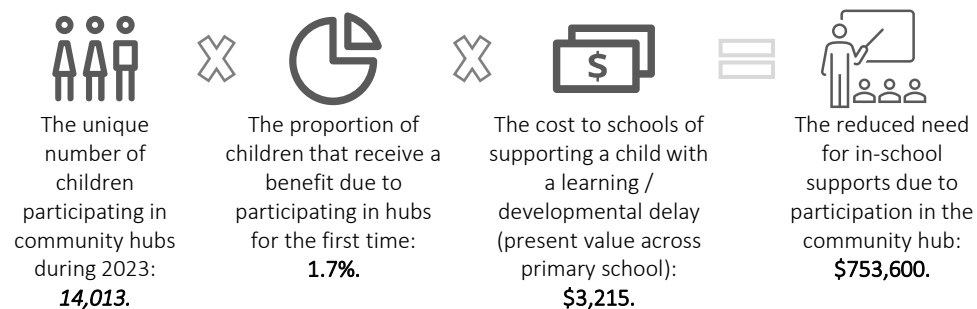 $
The unique
number of
children
participating in
community hubs
during 2023:
14,013.
The proportion of
children that receive a
benefit due to
participating in hubs
for the first time:
1.7%.
The cost to schools of
supporting a child with
a learning /
developmental delay
(present value across
primary school):
$3,215.
The reduced need
for in-school
supports due to
participation in the
community hub:
$753,600.